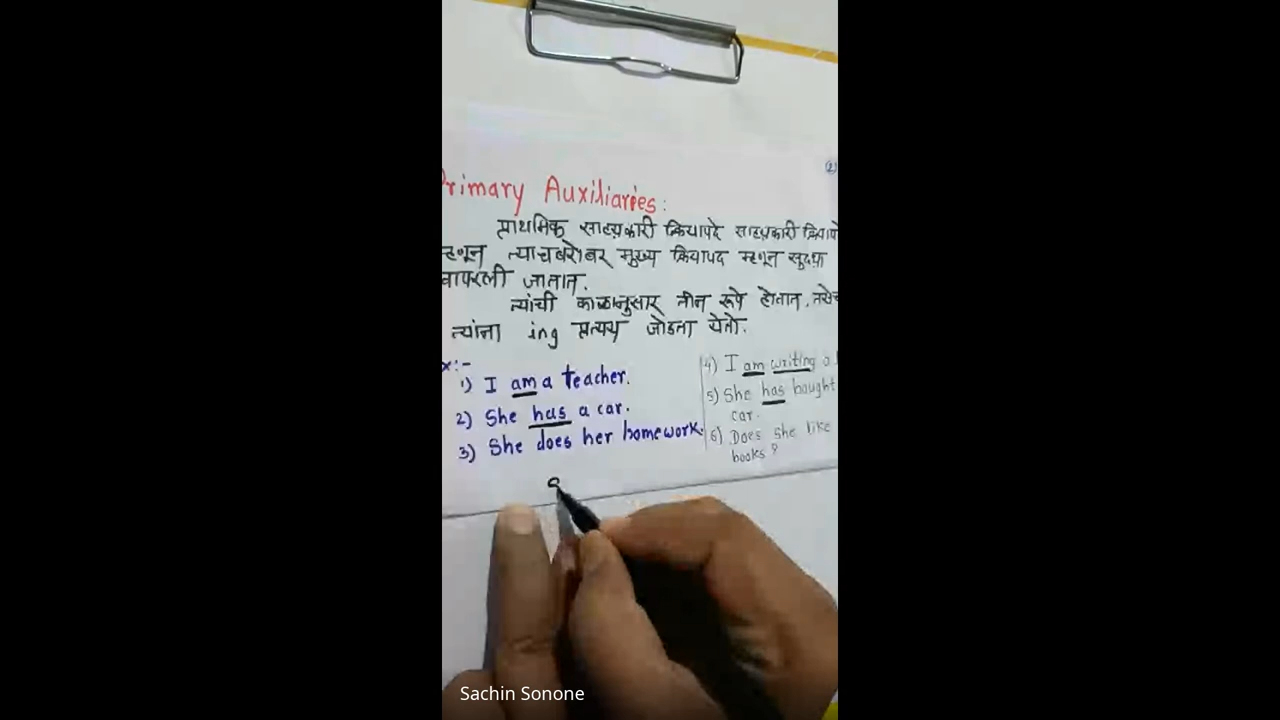 Primary Auxiliaries:
प्राथमिक साहाय्यकारी क्रियापदे साहाय्यकारी
म्हणून त्याचबरोबर मुख्य क्रियापद म्हणून सुद्धा
वापरली जातात.
त्यांची काळानुसार तीन रूपे होतात. तसेच
त्यांना ing प्रत्यय जोडता येतो.
1) I am a teacher.
2) She has a car.
3) She does her homework.
4) I am writing a
5) She has bought
car.
6) Does she like
books?
Sachin Sonone